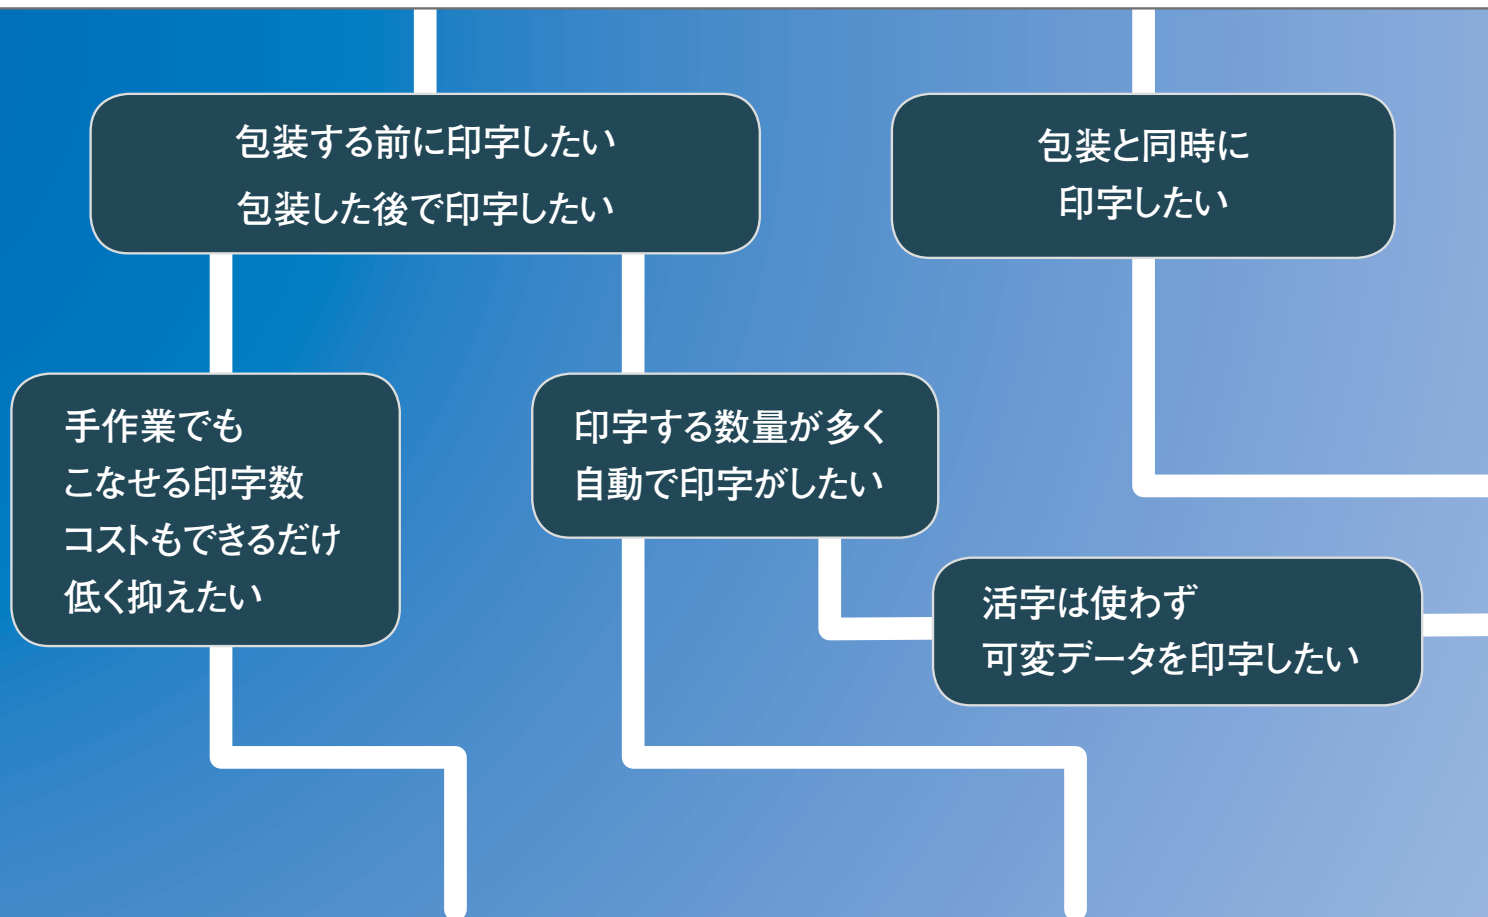 包装する前に印字したい
包装した後で印字したい
包装と同時に
印字したい
手作業でも
こなせる印字数
コストもできるだけ
低く抑えたい
印字する数量が多く
自動で印字がしたい
活字は使わず
可変データを印字したい